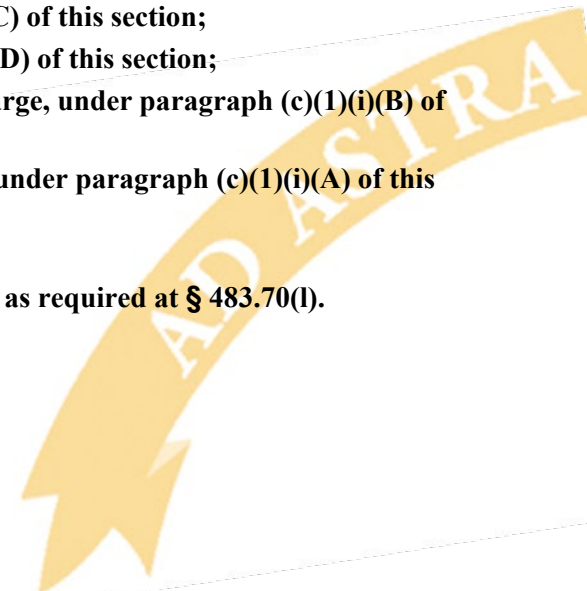 C) of this section;
D) of this section;
arge, under paragraph (c)(1)(i)(B) of
under paragraph (c)(1)(i)(A) of this
as required at § 483.70(l).
AD ASTRA